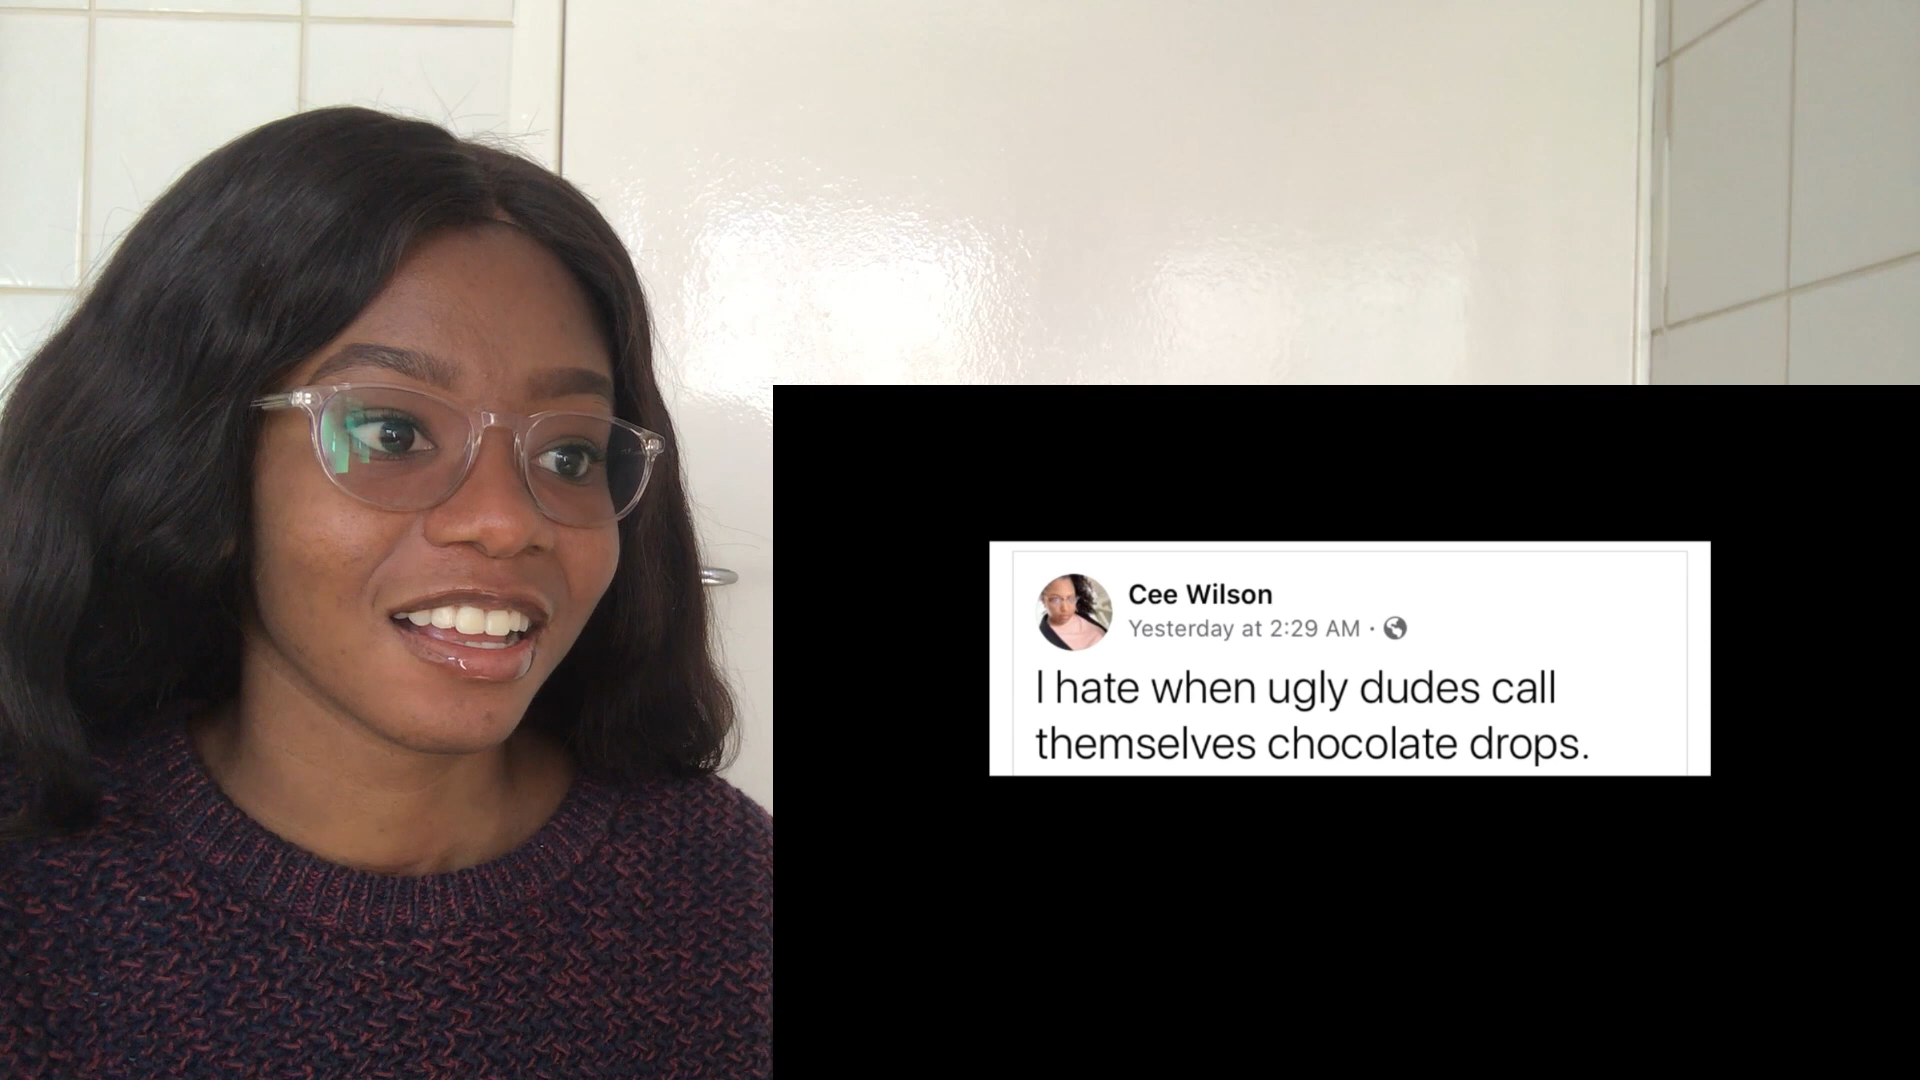 Cee Wilson
Yesterday at 2:29 AM ·
I hate when ugly dudes call
themselves chocolate drops.